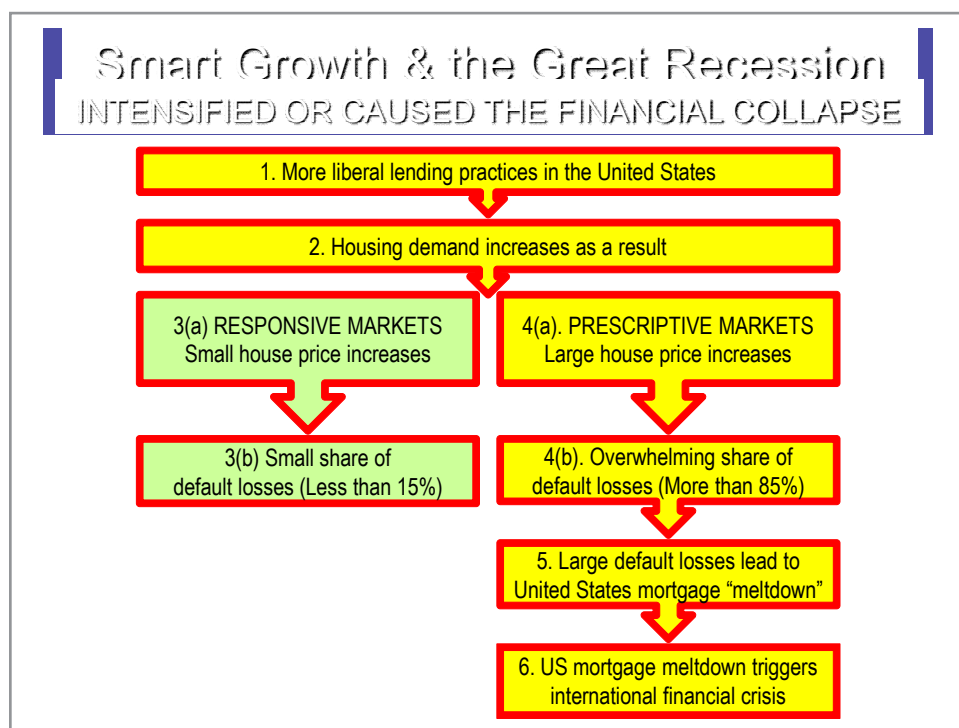 Smart Growth & the Great Recession
INTENSIFIED OR CAUSED THE FINANCIAL COLLAPSE
1. More liberal lending practices in the United States
2. Housing demand increases as a result
3(a) RESPONSIVE MARKETS
Small house price increases
4(a). PRESCRIPTIVE MARKETS
Large house price increases
3(b) Small share of
default losses (Less than 15%)
4(b). Overwhelming share of
default losses (More than 85%)
5. Large default losses lead to
United States mortgage “meltdown”
6. US mortgage meltdown triggers
international financial crisis